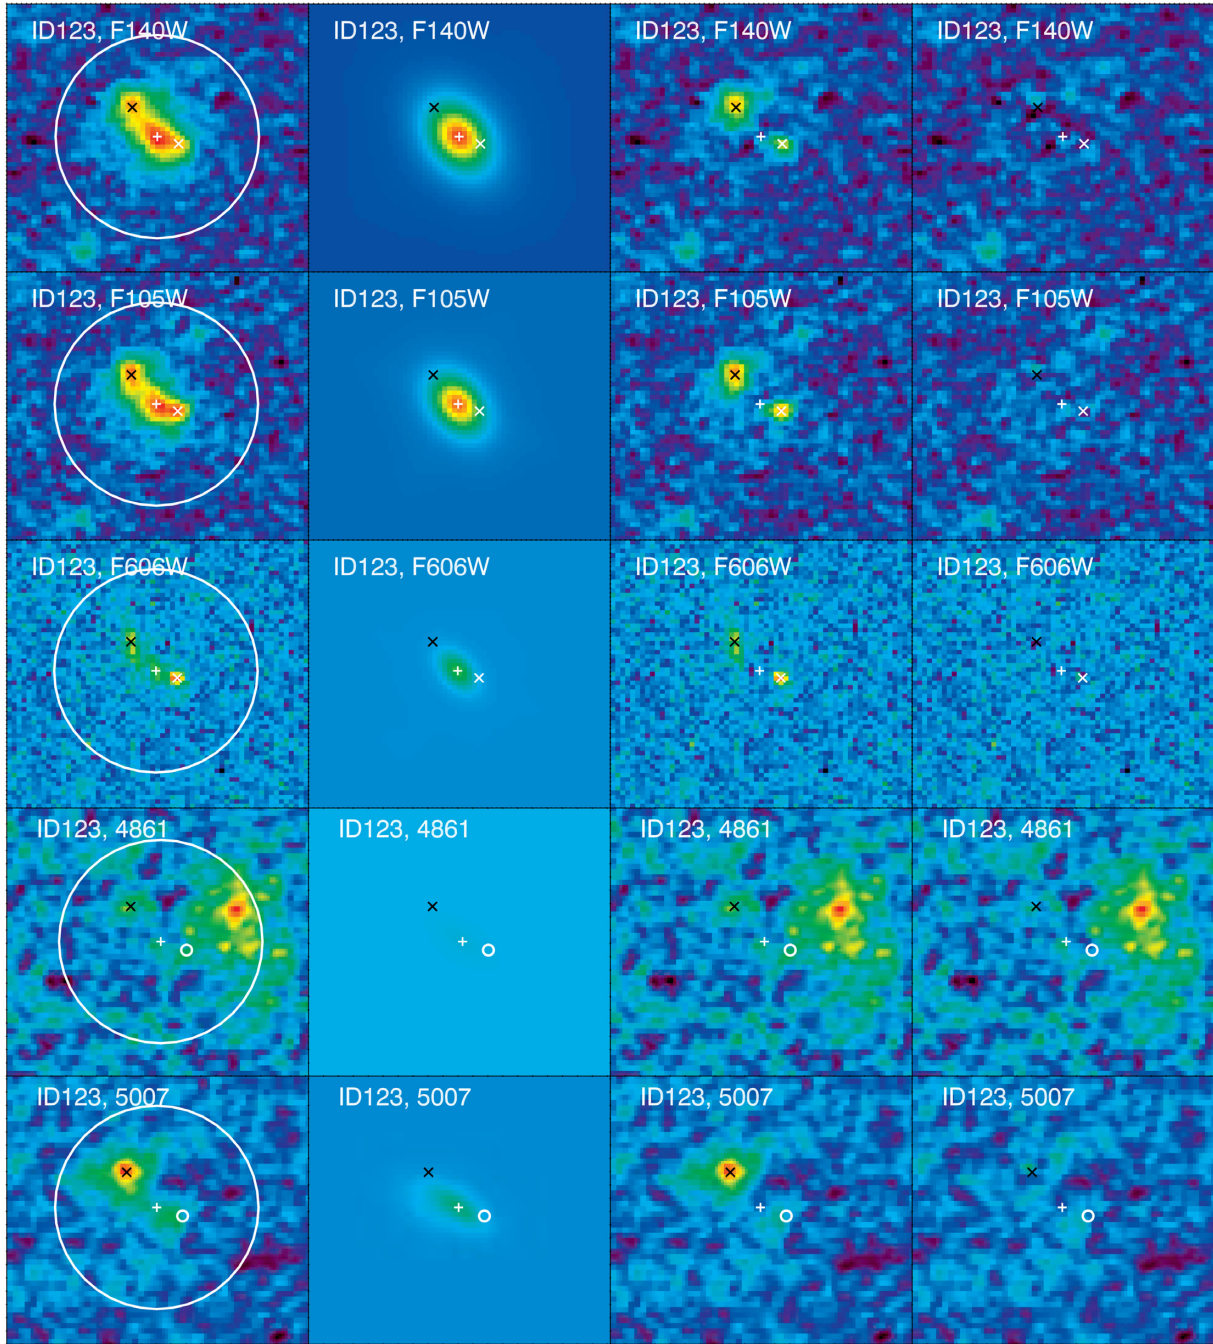 ID123, F140W ID123, F140W ID123, F140W ID123, F140W
ID123, F105W ID123, F105W ID123, F105W ID123, F105W
ID123, F606W ID123, F606W ID123, F606W ID123, F606W
ID123, 4861 ID123, 4861 ID123, 4861 ID123, 4861
ID123, 5007 ID123, 5007 ID123, 5007 ID123, 5007